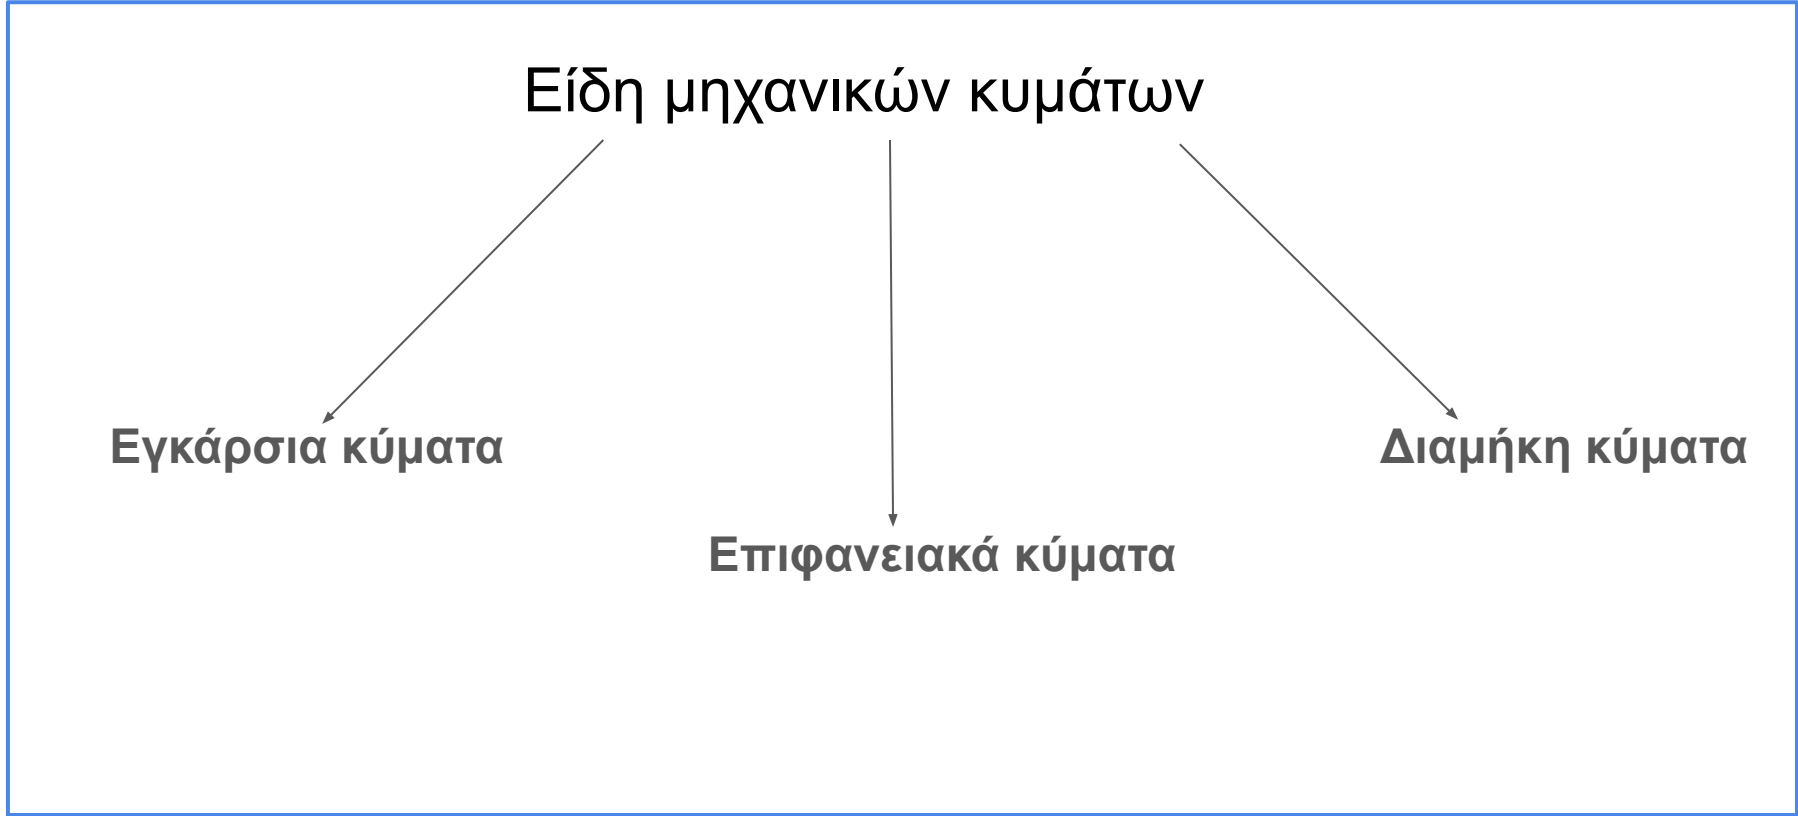 Είδη μηχανικών κυμάτων
Εγκάρσια κύματα
Διαμήκη κύματα
Επιφανειακά κύματα